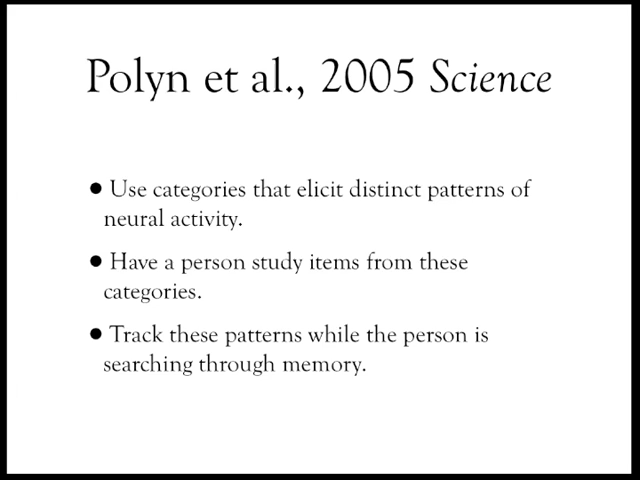 Polyn et al., 2005 Science
• Use categories that elicit distinct patterns of
neural activity.
• Have a person study items from these
categories.
• Track these patterns while the person is
searching through memory.